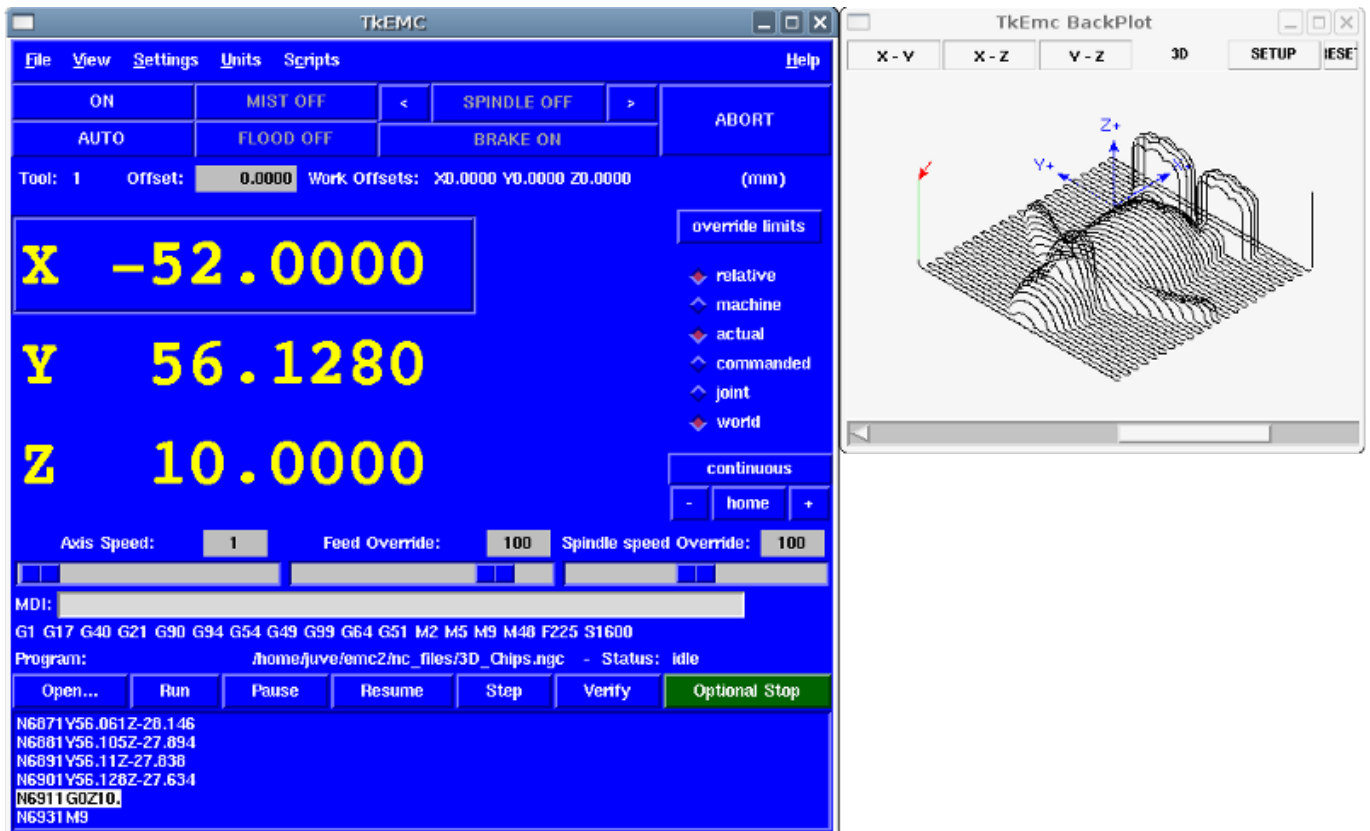 TkEMC
File View Settings Units Scripts Help
ON MIST OFF < SPINDLE OFF > ABORT
AUTO FLOOD OFF BRAKE ON
Tool: 1 Offset: 0.0000 Work Offsets: X0.0000 Y0.0000 Z0.0000 (mm)
override limits
X -52.0000
relative
machine
Y 56.1280
actual
commanded
joint
world
Z 10.0000
continuous
- home +
Axis Speed: 1 Feed Override: 100 Spindle speed Override: 100
MDI:
G1 G17 G40 G21 G90 G94 G54 G49 G99 G64 G51 M2 M5 M9 M48 F225 S1600
Program: /home/juve/emc2/nc_files/3D_Chips.ngc - Status: idle
Open... Run Pause Resume Step Verify Optional Stop
N6871Y56.061Z-28.146
N6881Y56.105Z-27.894
N6891Y56.11Z-27.838
N6901Y56.128Z-27.634
N6911G0Z10.
N6931M9
TkEmc BackPlot
X - Y X - Z Y - Z 3D SETUP RESET
Z+
Y+ X+